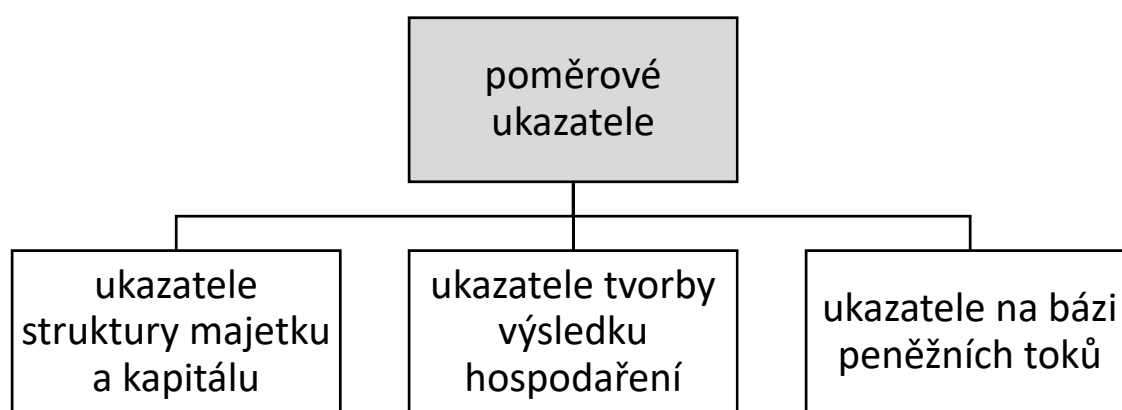 poměrové
ukazatele
ukazatele
struktury majetku
a kapitálu
ukazatele tvorby
výsledku
hospodaření
ukazatele na bázi
peněžních toků